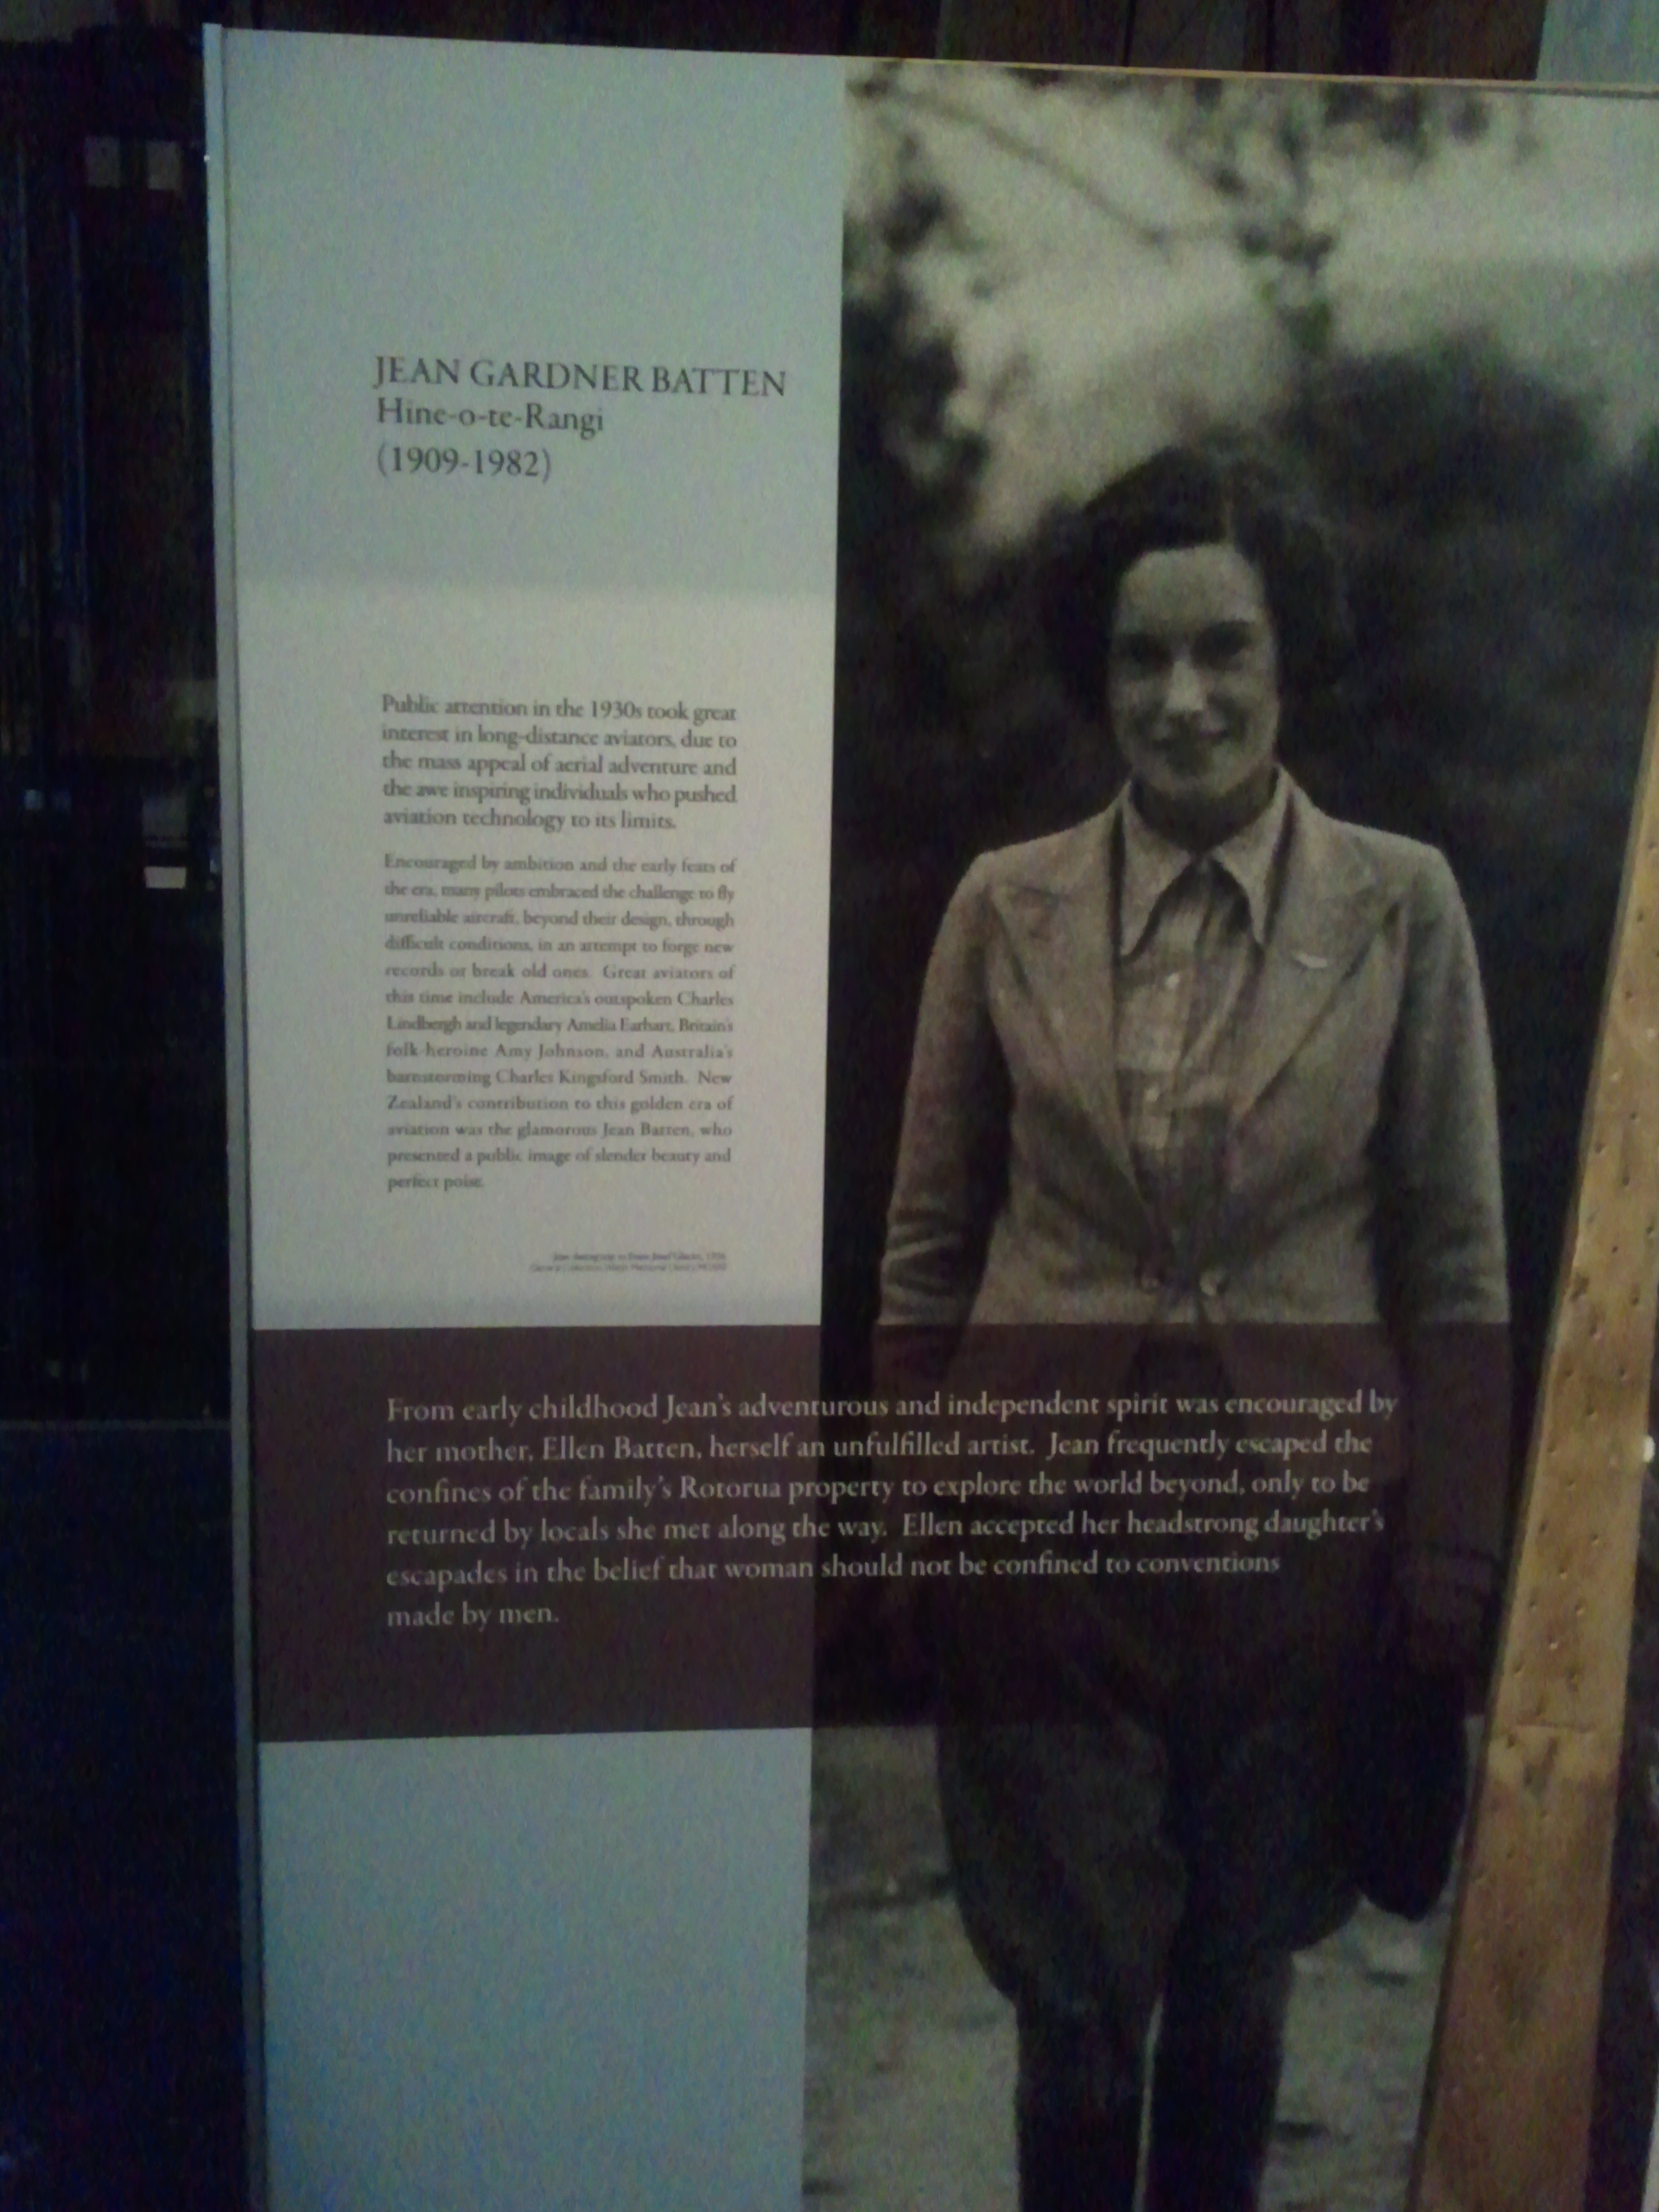 JEAN GARDNER BATTEN
Hine-o-te-Rangi
(1909-1982)
Public attention in the 1930s took great
interest in long-distance aviators, due to
the mass appeal of aerial adventure and
the awe inspiring individuals who pushed
aviation technology to its limits.
Encouraged by ambition and the early feats of
the era, many pilots embraced the challenge to fly
unreliable aircraft, beyond their design, through
difficult conditions, in an attempt to forge new
records or break old ones. Great aviators of
this time include America's outspoken Charles
Lindbergh and legendary Amelia Earhart, Britain's
folk-heroine Amy Johnson, and Australia's
barnstorming Charles Kingsford Smith. New
Zealand's contribution to this golden era of
aviation was the glamorous Jean Batten, who
presented a public image of slender beauty and
perfect poise.
From early childhood Jean's adventurous and independent spirit was encouraged by
her mother, Ellen Batten, herself an unfulfilled artist. Jean frequently escaped the
confines of the family's Rotorua property to explore the world beyond, only to be
returned by locals she met along the way. Ellen accepted her headstrong daughter's
escapades in the belief that woman should not be confined to conventions
made by men.